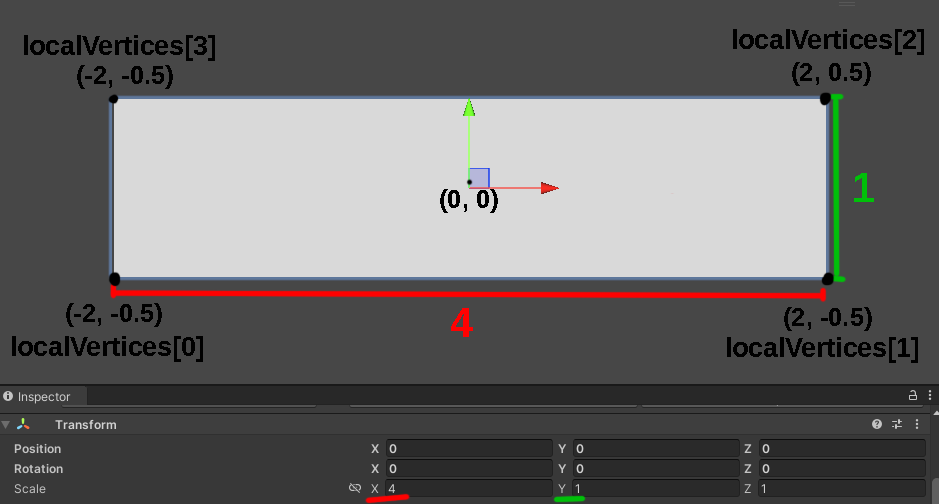 localVertices[3]
(-2, -0.5)
localVertices[2]
(2, 0.5)
1
(0, 0)
(-2, -0.5)
localVertices[0]
4
(2, -0.5)
localVertices[1]
Inspector
Transform
Position X 0 Y 0 Z 0
Rotation X 0 Y 0 Z 0
Scale X 4 Y 1 Z 1